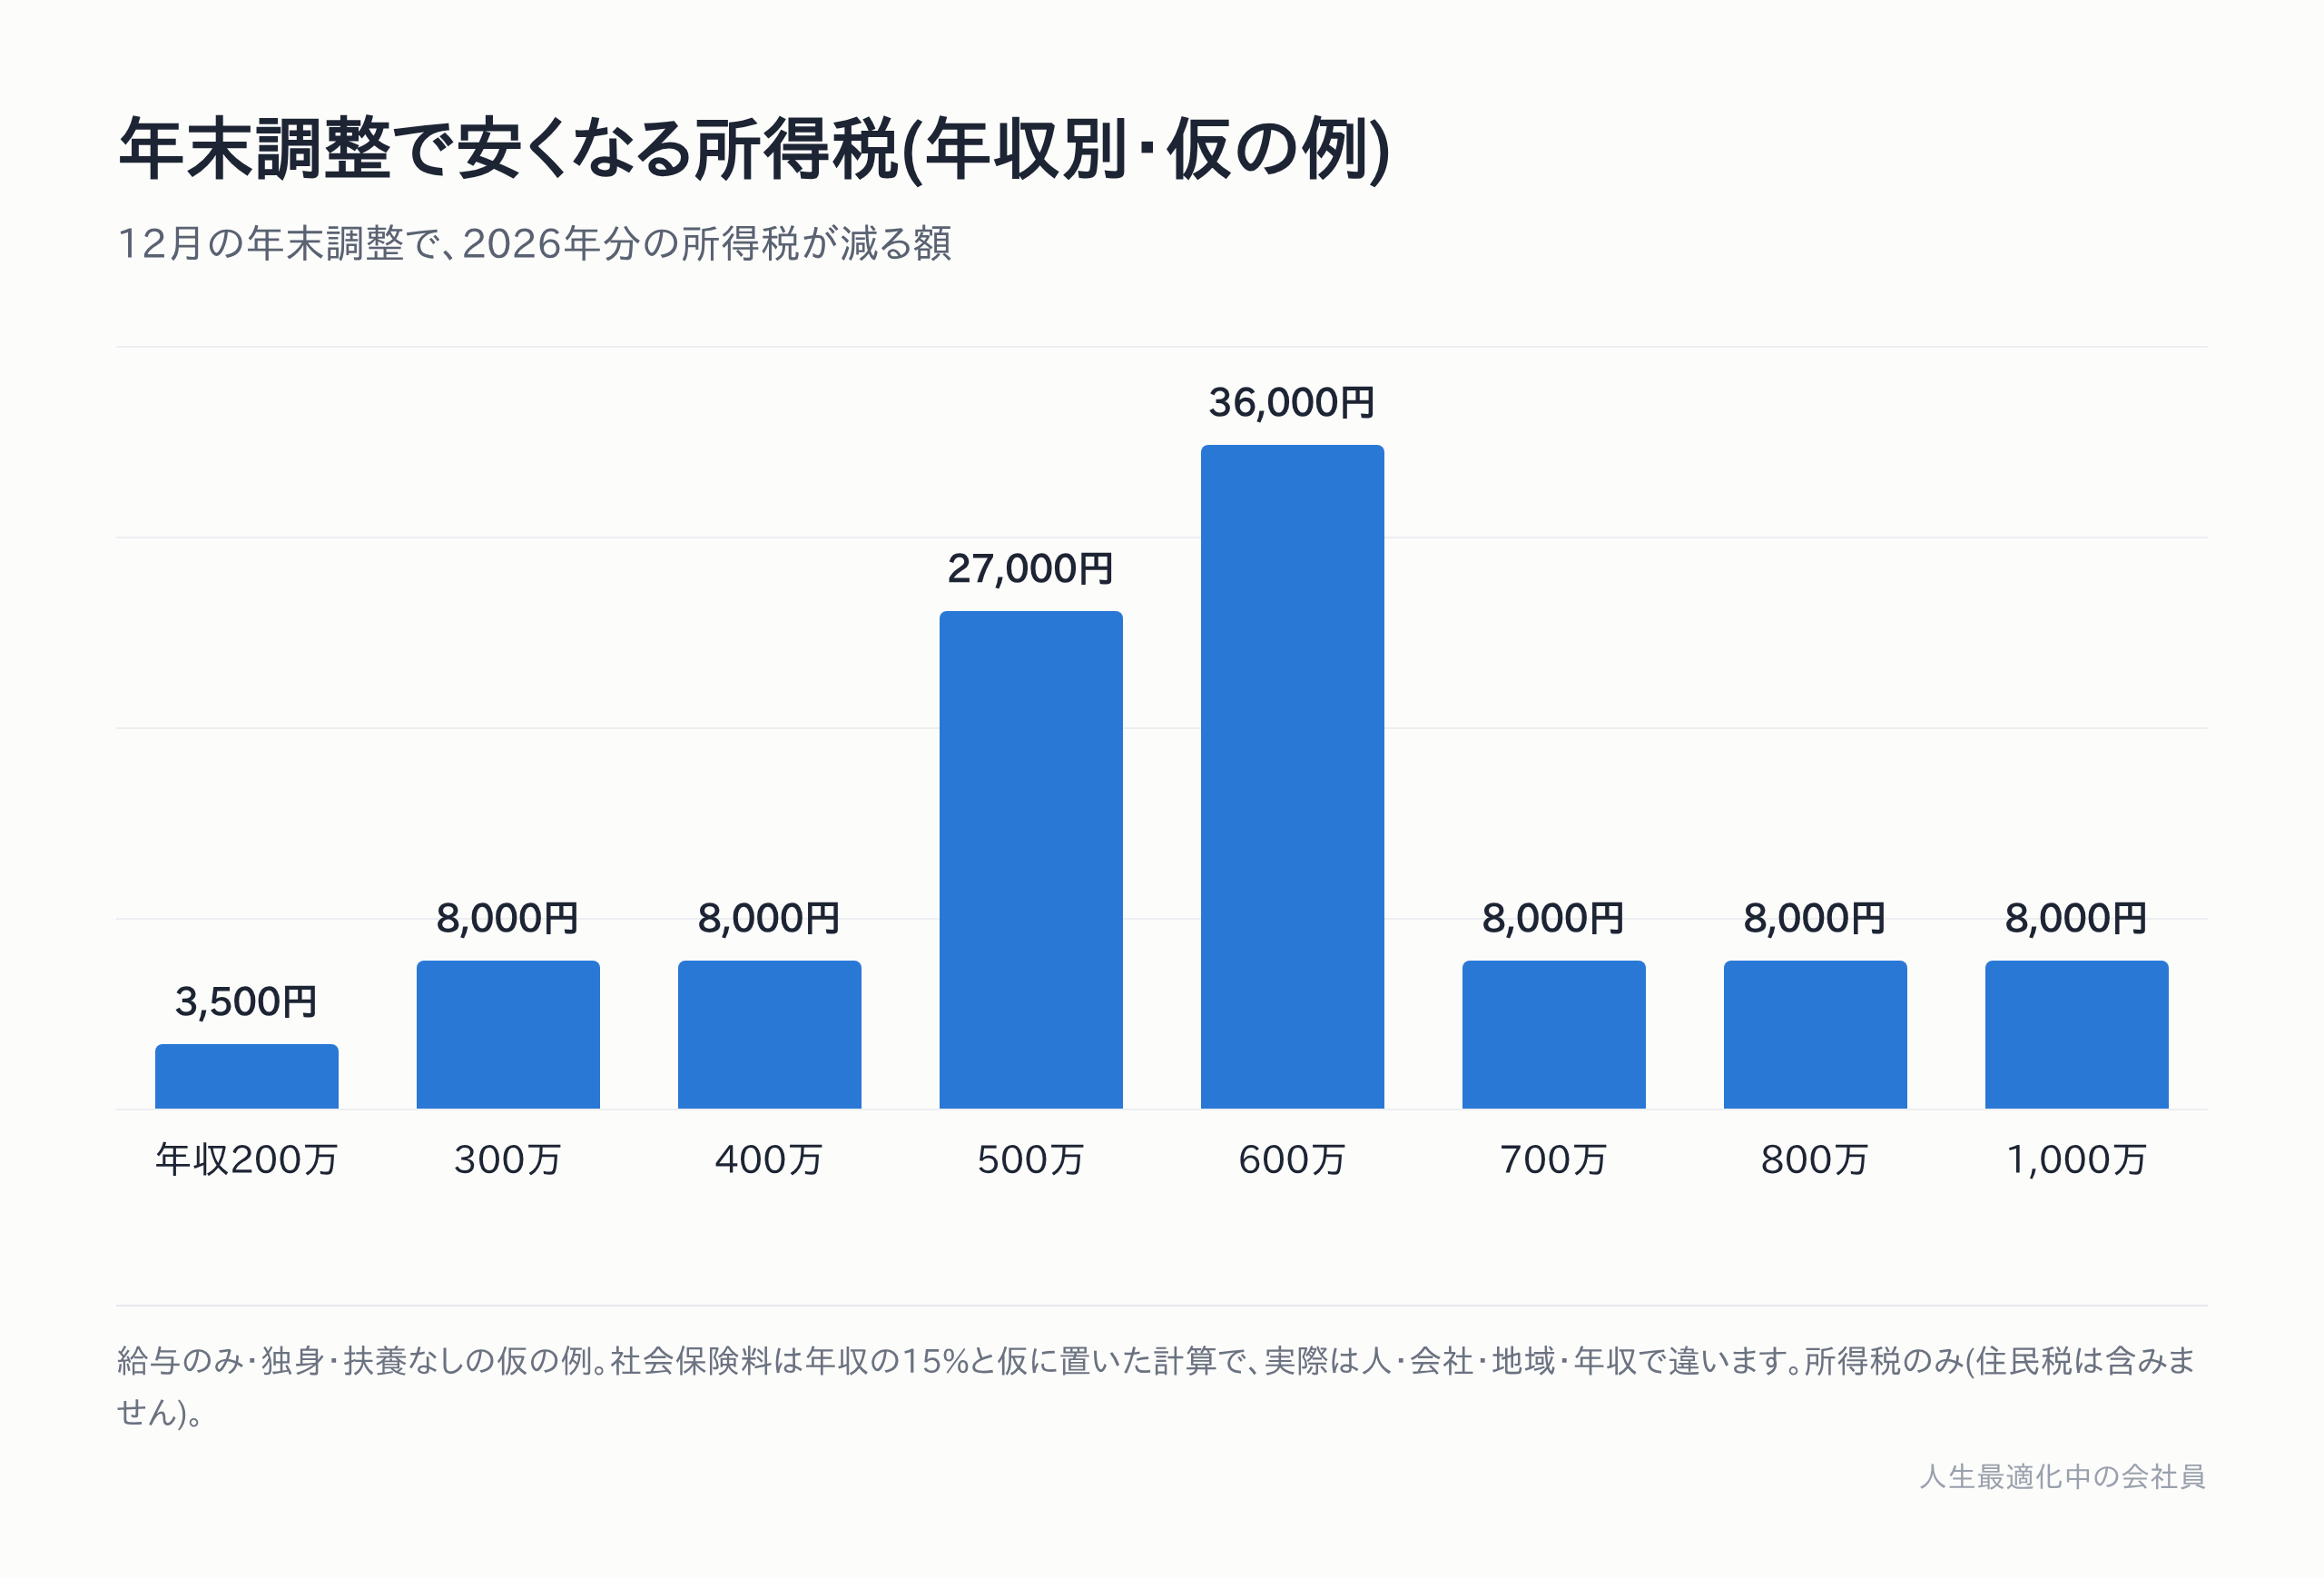 年末調整で安くなる所得税(年収別・仮の例)
12月の年末調整で、2026年分の所得税が減る額
36,000円
27,000円
8,000円 8,000円 8,000円 8,000円 8,000円
3,500円
年収200万 300万 400万 500万 600万 700万 800万 1,000万
給与のみ・独身・扶養なしの仮の例。社会保険料は年収の15%と仮に置いた計算で、実際は人・会社・地域・年収で違います。所得税のみ(住民税は含みま
せん)。
人生最適化中の会社員